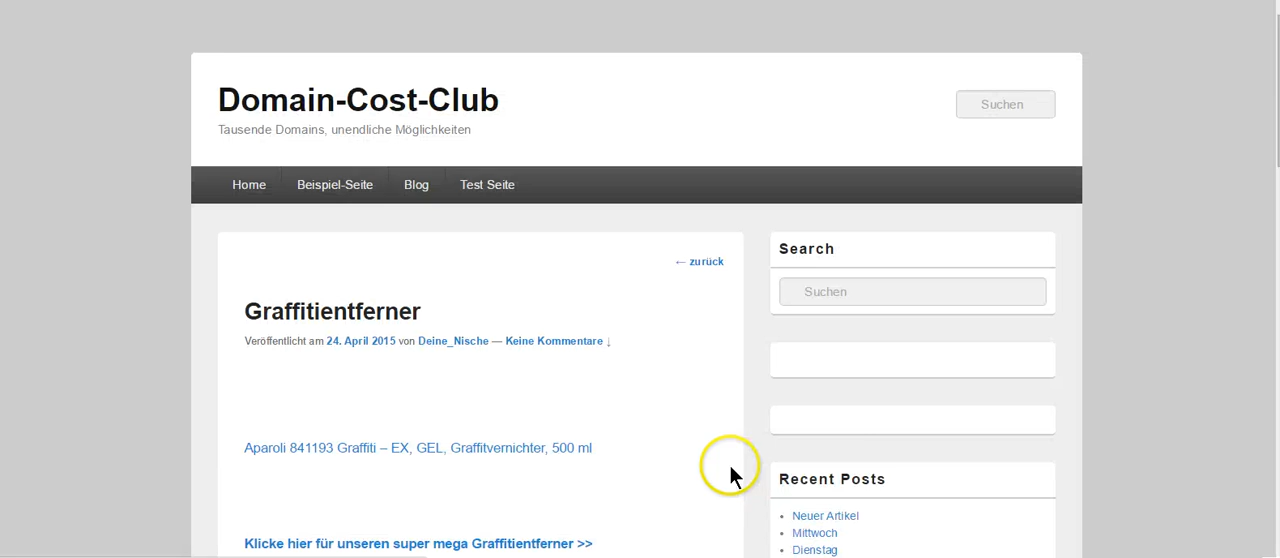 Domain-Cost-Club
Tausende Domains, unendliche Möglichkeiten
Suchen
Home Beispiel-Seite Blog Test Seite
← zurück
Graffitientferner
Veröffentlicht am 24. April 2015 von Deine_Nische — Keine Kommentare ↓
Aparoli 841193 Graffiti – EX, GEL, Graffitvernichter, 500 ml
Klicke hier für unseren super mega Graffitientferner >>
Search
Suchen
Recent Posts
• Neuer Artikel
• Mittwoch
• Dienstag